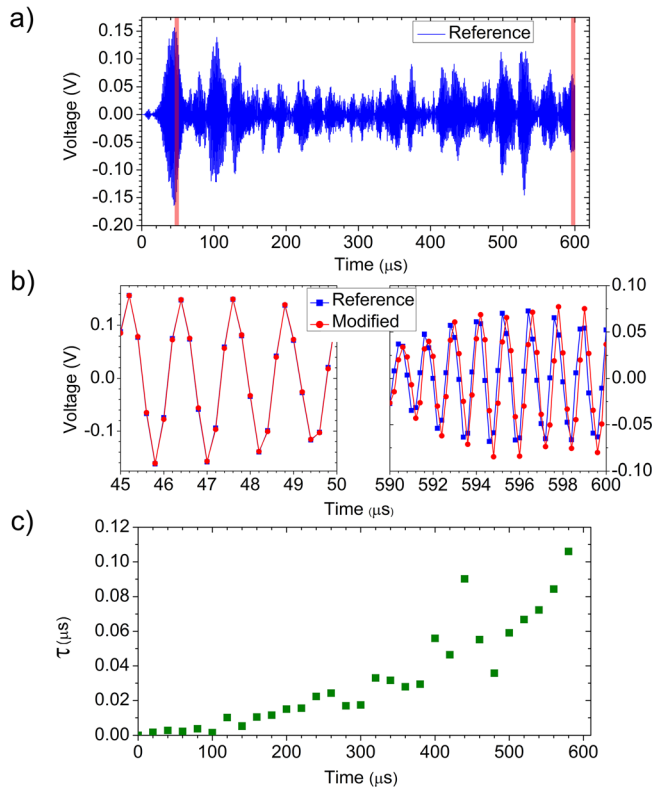 a)
Reference
0.15
0.10
0.05
0.00
-0.05
-0.10
-0.15
-0.20
Voltage (V)
0 100 200 300 400 500 600
Time (μs)
b)
Reference
Modified
0.1
0.0
-0.1
Voltage (V)
0.10
0.05
0.00
-0.05
-0.10
45 46 47 48 49 50
590 592 594 596 598 600
Time (μs)
c)
0.12
0.10
0.08
0.06
0.04
0.02
0.00
τ(μs)
0 100 200 300 400 500 600
Time (μs)